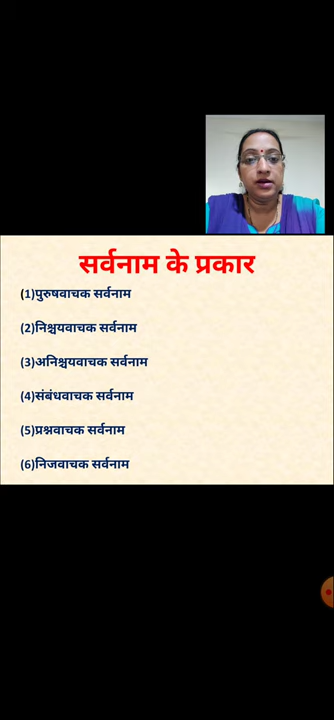 सर्वनाम के प्रकार
(1)पुरुषवाचक सर्वनाम
(2)निश्चयवाचक सर्वनाम
(3)अनिश्चयवाचक सर्वनाम
(4)संबंधवाचक सर्वनाम
(5)प्रश्नवाचक सर्वनाम
(6)निजवाचक सर्वनाम